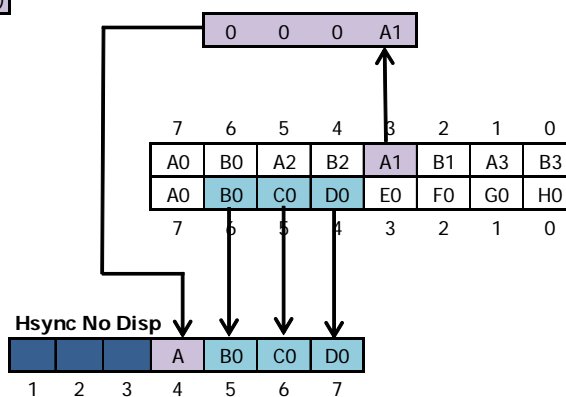 0 0 0 A1
7 6 5 4 3 2 1 0
A0 B0 A2 B2 A1 B1 A3 B3
A0 B0 C0 D0 E0 F0 G0 H0
7 6 5 4 3 2 1 0
Hsync No Disp
A B0 C0 D0
1 2 3 4 5 6 7